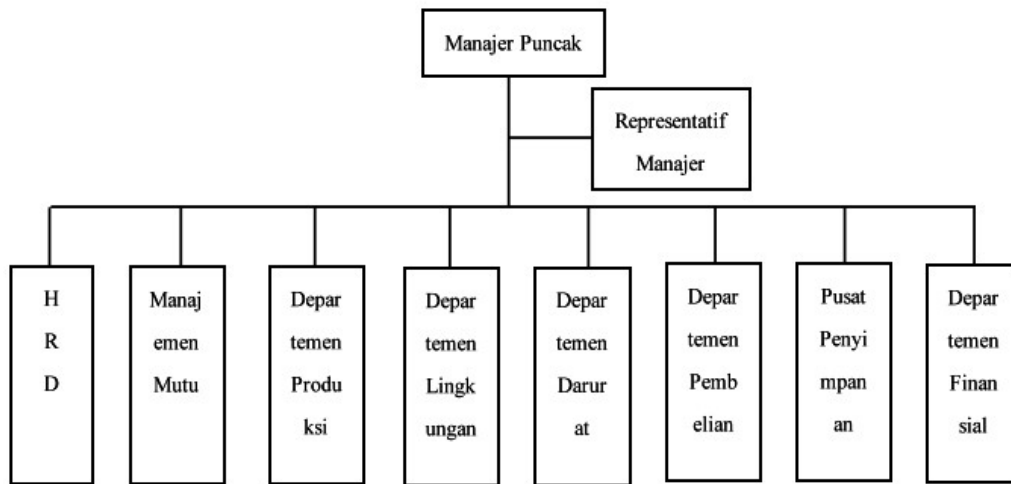 Manajer Puncak
Representatif
Manajer
H
R
D
Manaj
emen
Mutu
Depar
temen
Produ
ksi
Depar
temen
Lingk
ungan
Depar
temen
Darur
at
Depar
temen
Pemb
elian
Pusat
Penyi
mpan
an
Depar
temen
Finan
sial